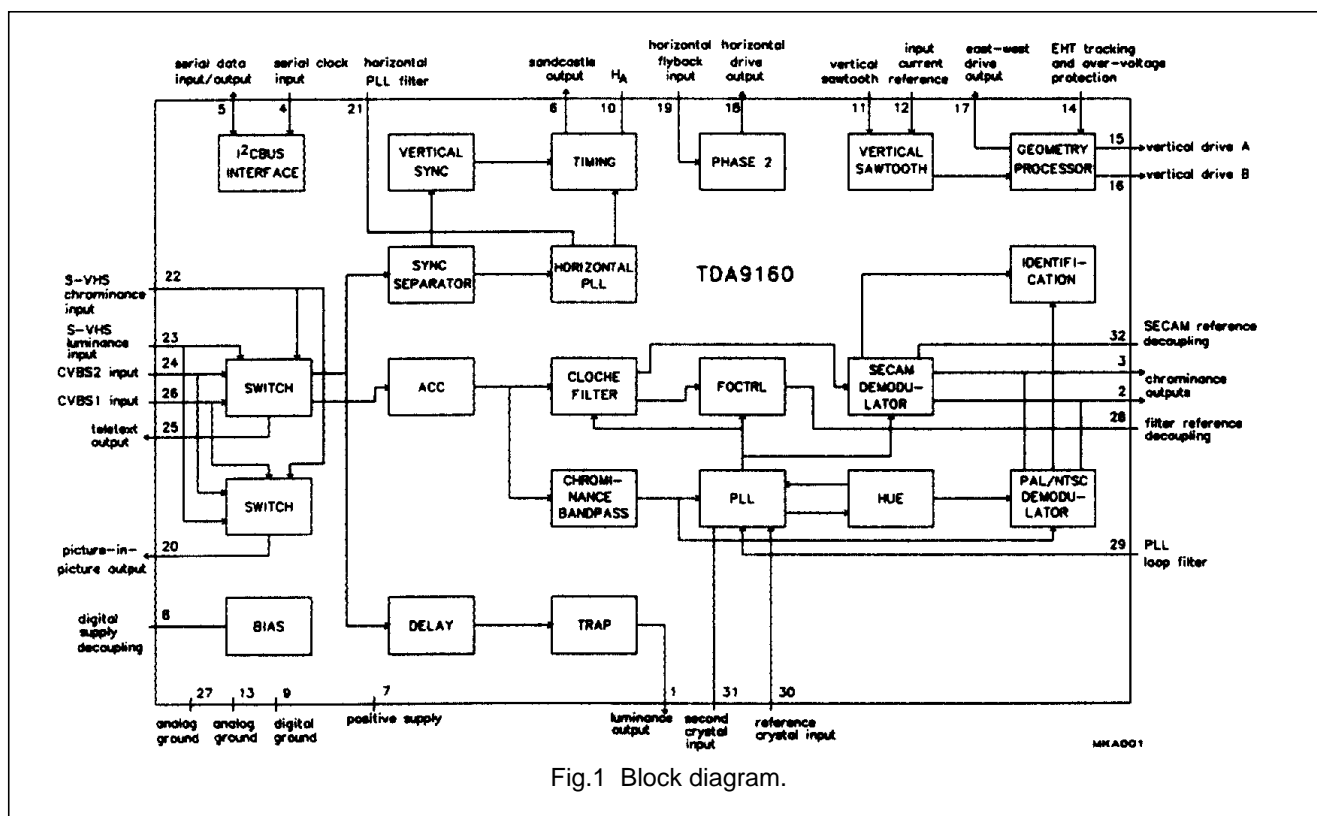 serial data
input/output
serial clock
input
horizontal
PLL filter
sandcastle
output
HA
horizontal
flyback
input
horizontal
drive
output
vertical
sawtooth
input
current
reference
east-west
drive
output
EHT tracking
and over-voltage
protection
5
4
21
6
10
19
18
11
12
17
14
I2CBUS
INTERFACE
VERTICAL
SYNC
TIMING
PHASE 2
VERTICAL
SAWTOOTH
GEOMETRY
PROCESSOR
15
vertical drive A
16
vertical drive B
S-VHS
chrominance
input
22
SYNC
SEPARATOR
HORIZONTAL
PLL
TDA9160
IDENTIFI-
CATION
S-VHS
luminance
input
23
CVBS2 input
24
CVBS1 input
26
teletext
output
25
SWITCH
ACC
CLOCHE
FILTER
FOCTRL
SECAM
DEMODU-
LATOR
32
SECAM reference
decoupling
3
2
chrominance
outputs
28
filter reference
decoupling
SWITCH
picture-in-
picture output
20
CHROMI-
NANCE
BANDPASS
PLL
HUE
PAL/NTSC
DEMODU-
LATOR
29
PLL
loop filter
digital
supply
decoupling
8
BIAS
DELAY
TRAP
27
13
9
7
1
31
30
analog
ground
analog
ground
digital
ground
positive supply
luminance
output
second
crystal
input
reference
crystal input
MKA001
Fig.1 Block diagram.